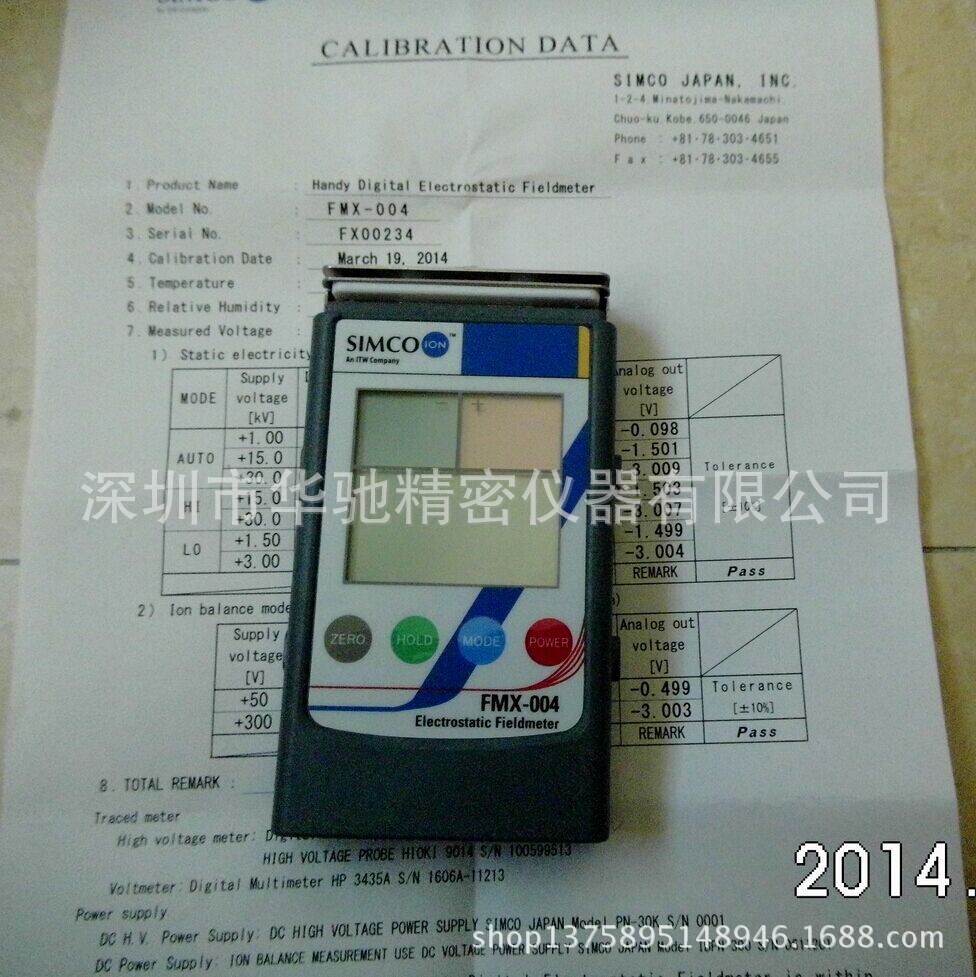 SIMCO
CALIBRATION DATA
SIMCO JAPAN, INC.
1-2-4.Minatojima-Nakamachi.
Chuo-ku.Kobe.650-0046 Japan
Phone : +81-78-303-4651
Fax : +81-78-303-4655
1. Product Name : Handy Digital Electrostatic Fieldmeter
2. Model No. : FMX-004
3. Serial No. : FX00234
4. Calibration Date : March 19, 2014
5. Temperature :
6. Relative Humidity :
7. Measured Voltage :
1) Static electricity
MODE Supply voltage [kV]
AUTO +1.00
+15.0
+30.0
HI +15.0
+30.0
LO +1.50
+3.00
Analog out voltage [V]
-0.098
-1.501
-3.009
-3.007
-1.499
-3.004
Tolerance
REMARK Pass
2) Ion balance mode
Supply voltage [V]
+50
+300
Analog out voltage [V]
-0.499
-3.003
Tolerance [±10%]
REMARK Pass
8. TOTAL REMARK :
Traced meter
High voltage meter:
HIGH VOLTAGE PROBE HIOKI 9014 S/N 100599513
Voltmeter: Digital Multimeter HP 3435A S/N 1606A-11213
Power supply
DC H.V. Power Supply: DC HIGH VOLTAGE POWER SUPPLY SIMCO JAPAN Model PN-30K S/N 0001
DC Power Supply: ION BALANCE MEASUREMENT USE DC VOLTAGE POWER SUPPLY SIMCO JAPAN Model
SIMCO ION™
An ITW Company
− +
ZERO HOLD MODE POWER
FMX-004
Electrostatic Fieldmeter
深圳市华驰精密仪器有限公司
2014.
shop1375895148946.1688.com